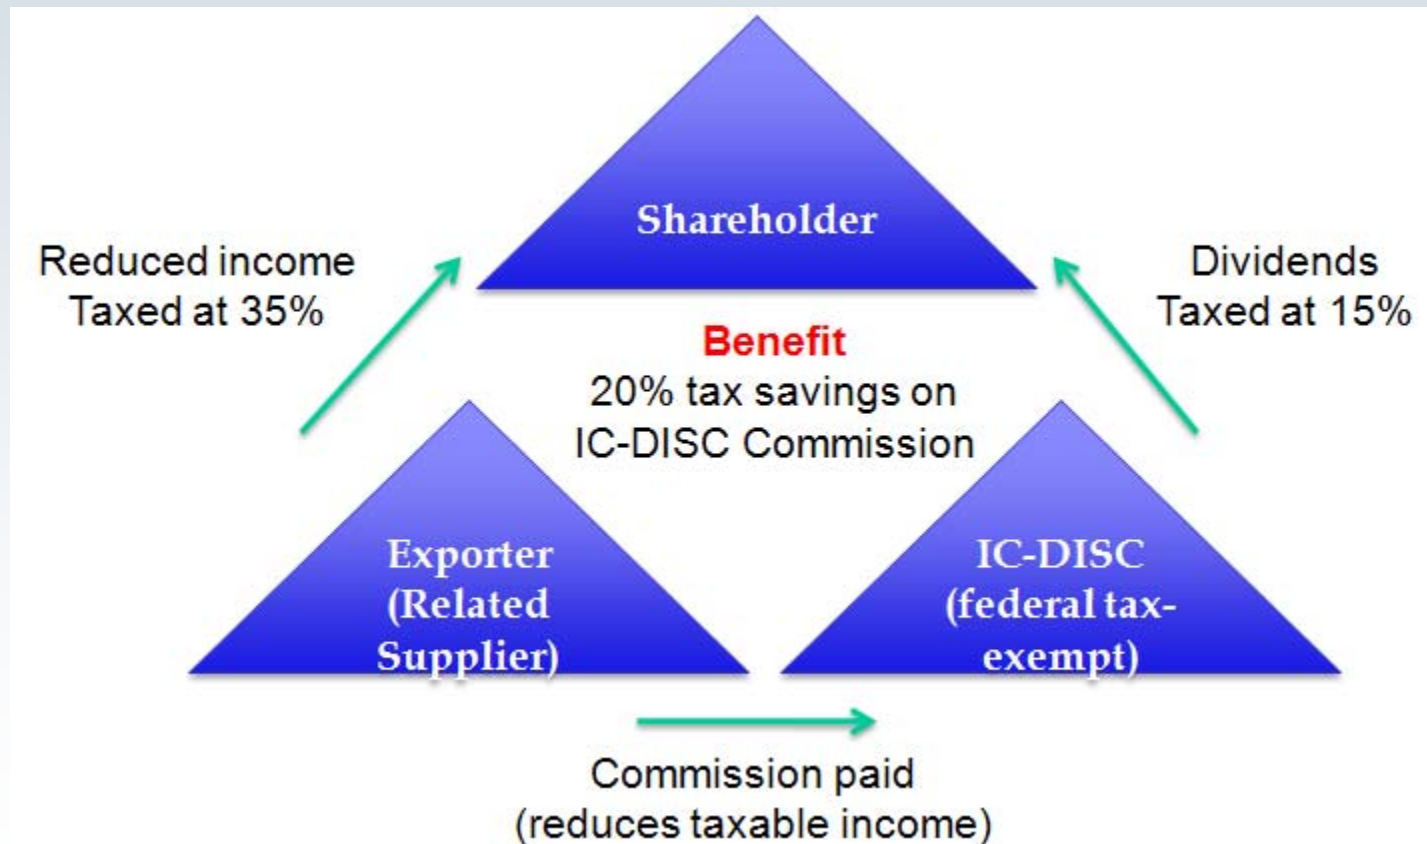 Shareholder
Reduced income
Taxed at 35%
Dividends
Taxed at 15%
Benefit
20% tax savings on
IC-DISC Commission
Exporter
(Related
Supplier)
IC-DISC
(federal tax-
exempt)
Commission paid
(reduces taxable income)